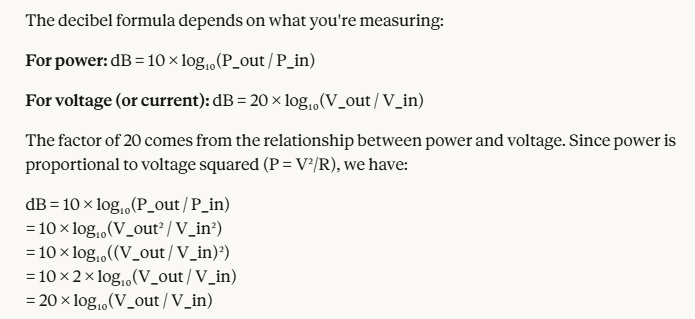 The decibel formula depends on what you're measuring:
For power: dB = 10 × log₁₀(P_out / P_in)
For voltage (or current): dB = 20 × log₁₀(V_out / V_in)
The factor of 20 comes from the relationship between power and voltage. Since power is
proportional to voltage squared (P = V²/R), we have:
dB = 10 × log₁₀(P_out / P_in)
= 10 × log₁₀(V_out² / V_in²)
= 10 × log₁₀((V_out / V_in)²)
= 10 × 2 × log₁₀(V_out / V_in)
= 20 × log₁₀(V_out / V_in)